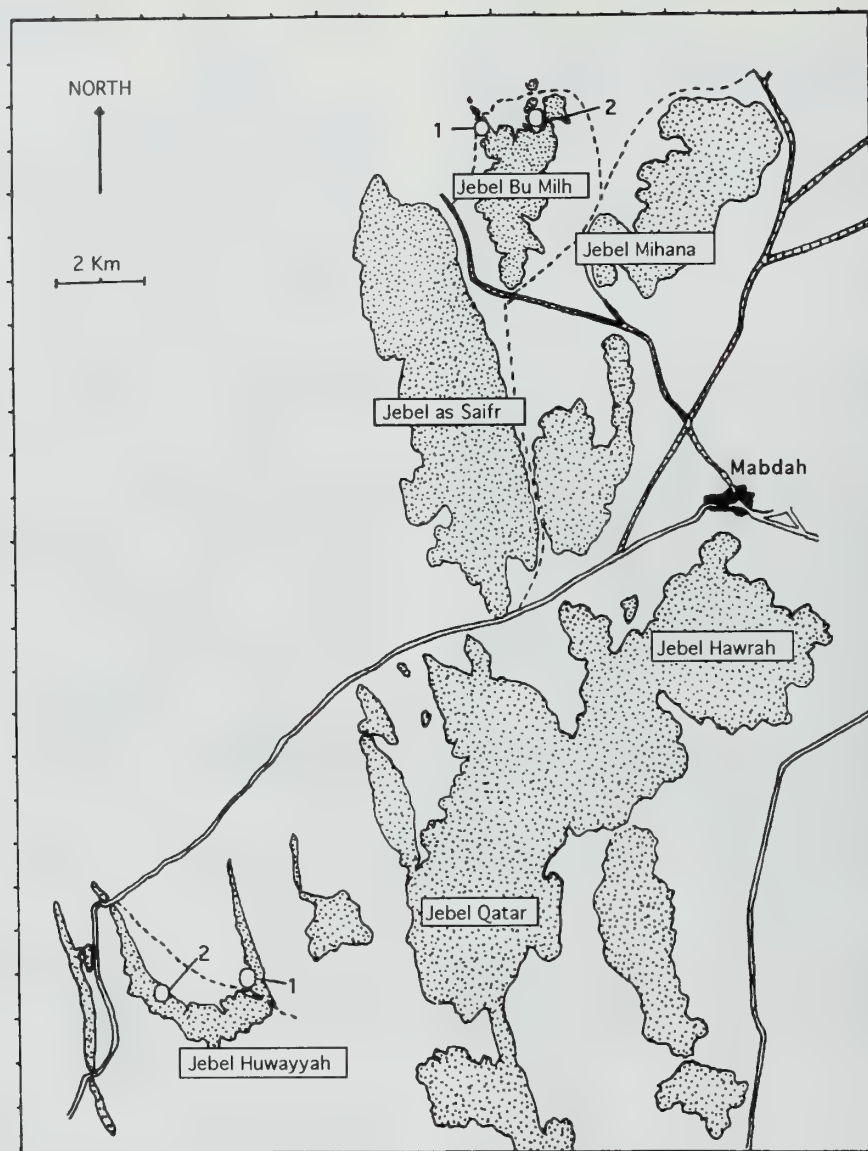 NORTH
2
1
Jebel Bu Milh
Jebel Mihana
2 Km
Jebel as Saifr
Mabdah
Jebel Hawrah
Jebel Qatar
2
1
Jebel Huwayyah